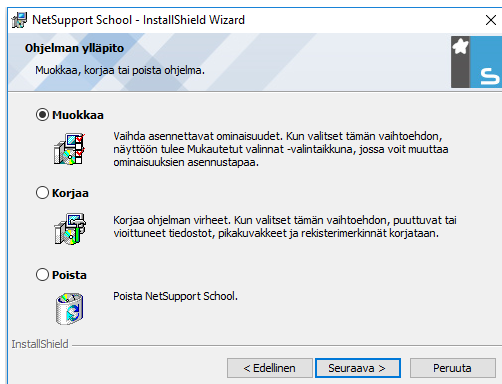 NetSupport School - InstallShield Wizard
Ohjelman ylläpito
Muokkaa, korjaa tai poista ohjelma.
S
Muokkaa
Vaihda asennettavat ominaisuudet. Kun valitset tämän vaihtoehdon,
näyttöön tulee Mukautetut valinnat -valintaikkuna, jossa voit muuttaa
ominaisuuksien asennustapaa.
Korjaa
Korjaa ohjelman virheet. Kun valitset tämän vaihtoehdon, puuttuvat tai
vioittuneet tiedostot, pikakuvakkeet ja rekisterimerkinnät korjataan.
Poista
Poista NetSupport School.
InstallShield
< Edellinen
Seuraava >
Peruuta